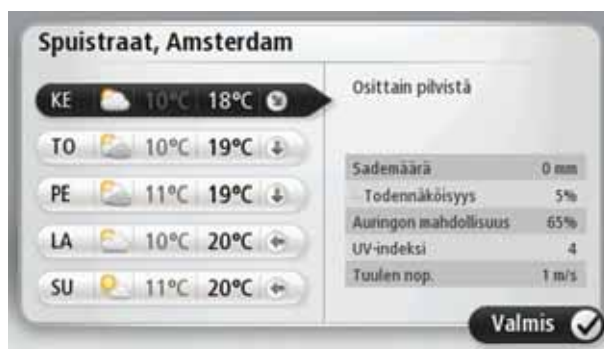 Spuistraat, Amsterdam
KE 10°C 18°C
TO 10°C 19°C
PE 11°C 19°C
LA 10°C 20°C
SU 11°C 20°C
Osittain pilvistä
Sademäärä 0 mm
Todennäköisyys 5%
Auringon mahdollisuus 65%
UV-indeksi 4
Tuulen nop. 1 m/s
Valmis